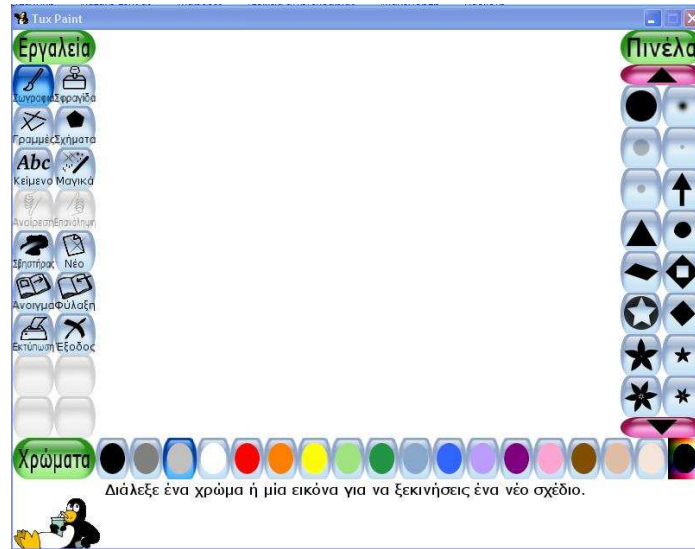 Tux Paint
Εργαλεία
Πινέλα
Ζωγραφιά Σφραγίδα
Γραμμές Σχήματα
Abc
Κείμενο Μαγικά
Αναίρεση Επανάληψη
Σβηστήρας Νέο
Άνοιγμα Φύλαξη
Εκτύπωση Έξοδος
Χρώματα
Διάλεξε ένα χρώμα ή μία εικόνα για να ξεκινήσεις ένα νέο σχέδιο.